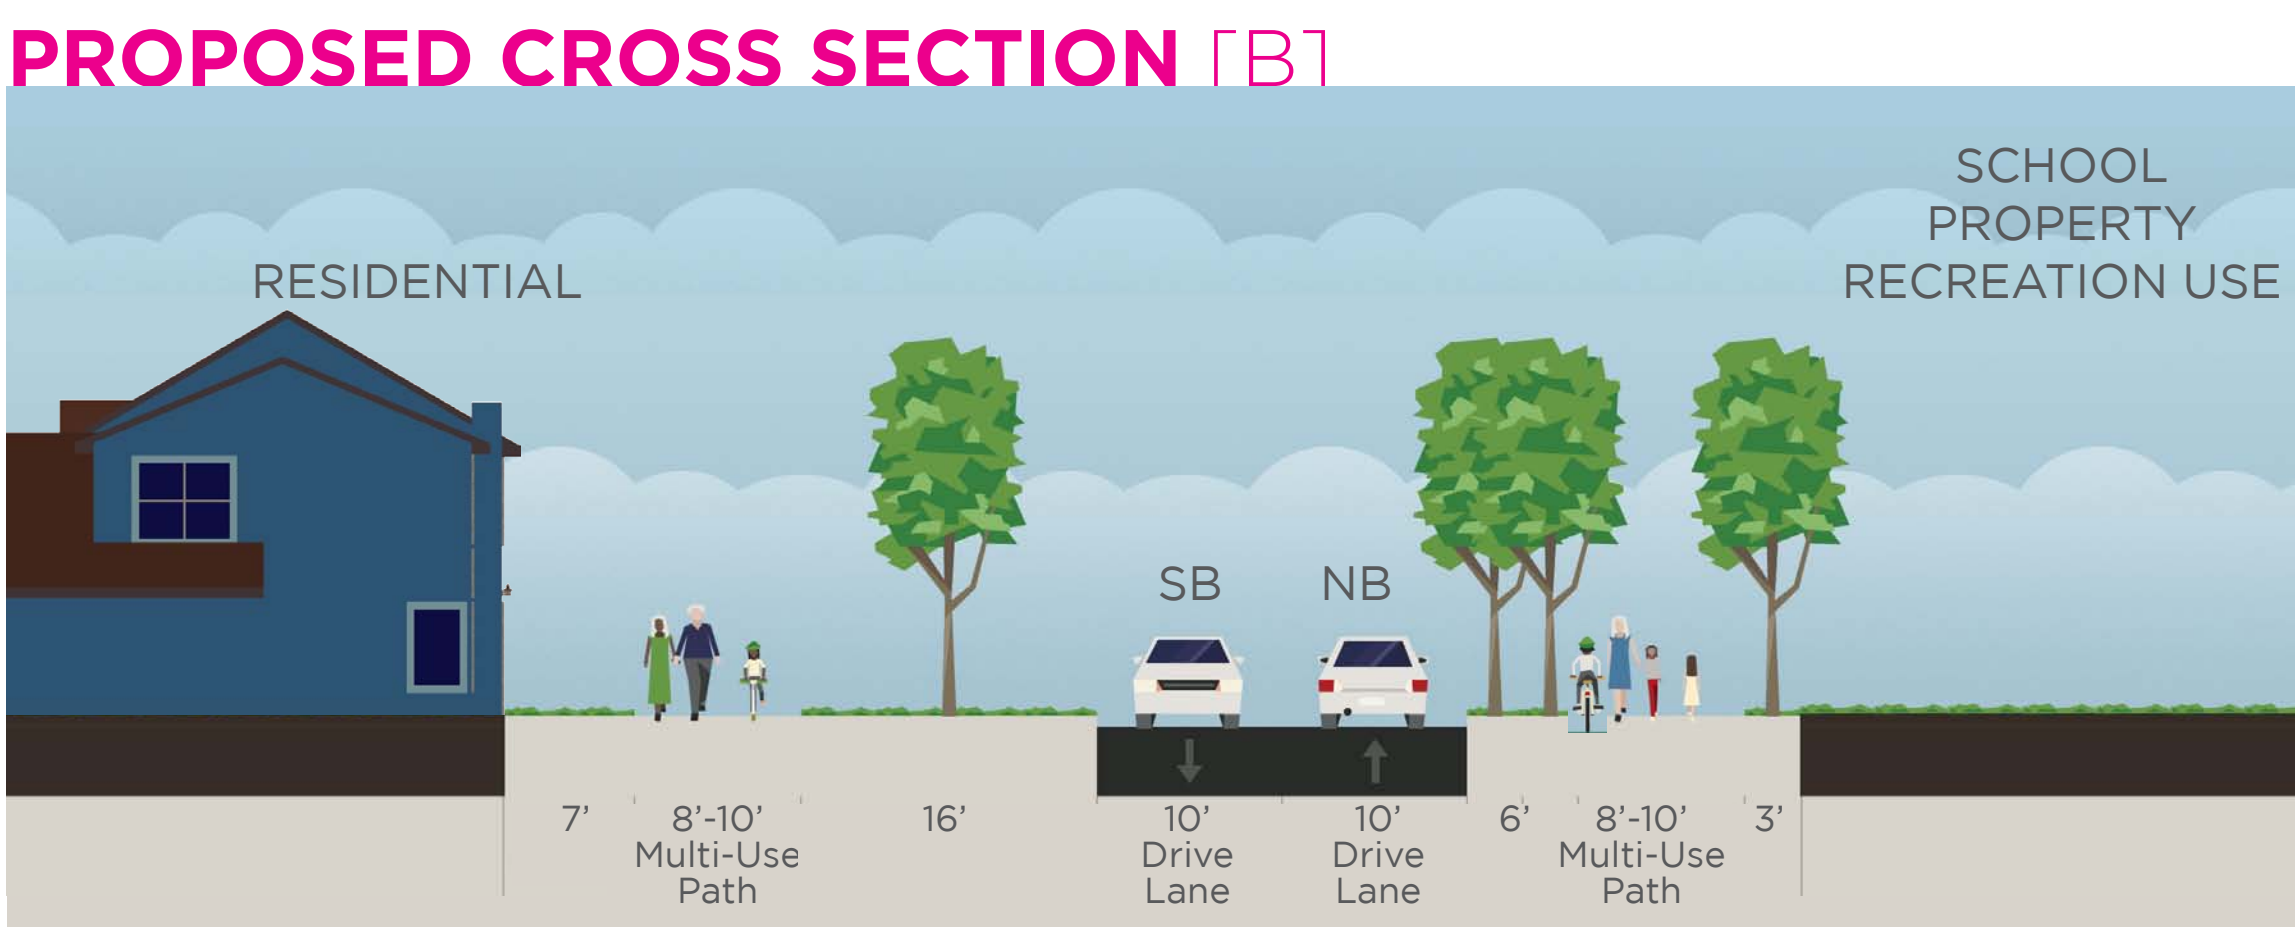 PROPOSED CROSS SECTION [B]
SCHOOL
PROPERTY
RECREATION USE
RESIDENTIAL
SB NB
7’ 8’-10’ 16’ 10’ 10’ 6’ 8’-10’ 3’
Multi-Use Drive Drive Multi-Use
Path Lane Lane Path